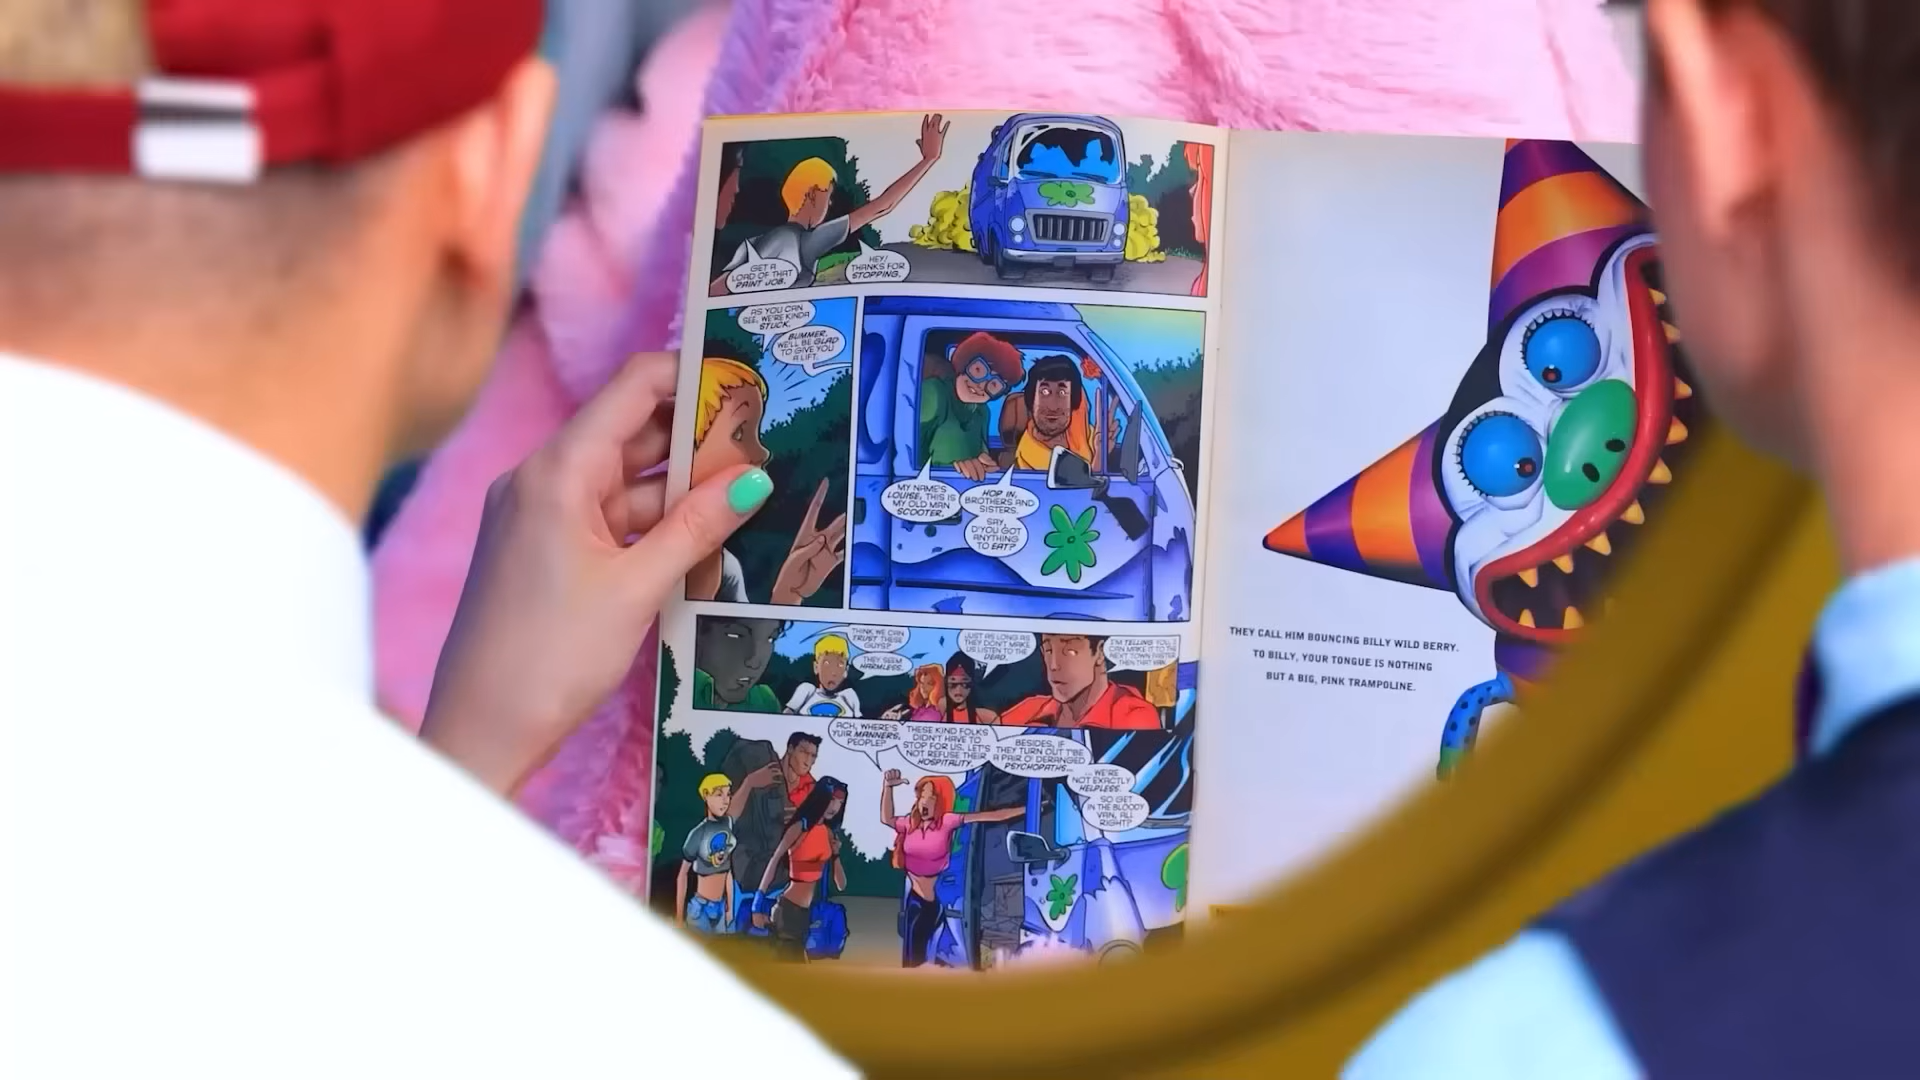 GET A
LOAD OF THAT
PAINT JOB.
HEY!
THANKS FOR
STOPPING.
AS YOU CAN
SEE, WE'RE KINDA
STUCK.
BUMMER.
WE'LL BE GLAD
TO GIVE YOU
A LIFT.
MY NAME'S
LOUISE, THIS IS
MY OLD MAN
SCOOTER.
HOP IN,
BROTHERS AND
SISTERS.
SAY,
D'YOU GOT
ANYTHING
TO EAT?
THINK WE CAN
TRUST THESE
GUYS?
THEY SEEM
HARMLESS.
JUST AS LONG AS
THEY DON'T MAKE
US LISTEN TO THE
DEAD.
I'M TELLING YOU, I
CAN MAKE IT TO THE
NEXT TOWN FASTER
THEN THAT VAN.
ACH, WHERE'S
YUIR MANNERS,
PEOPLE?
THESE KIND FOLKS
DIDN'T HAVE TO
STOP FOR US. LET'S
NOT REFUSE THEIR
HOSPITALITY.
BESIDES, IF
THEY TURN OUT T'BE
A PAIR O' DERANGED
PSYCHOPATHS...
...WE'RE
NOT EXACTLY
HELPLESS.
SO GET
IN THE BLOODY
VAN, ALL
RIGHT?
THEY CALL HIM BOUNCING BILLY WILD BERRY.
TO BILLY, YOUR TONGUE IS NOTHING
BUT A BIG, PINK TRAMPOLINE.